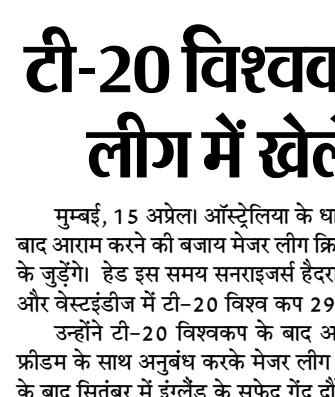 टी-20 विश्वक
लीग में खेले
मुम्बई, 15 अप्रेल। ऑस्ट्रेलिया के धा
बाद आराम करने की बजाय मेजर लीग क्रि
के जुड़ेंगे। हेड इस समय सनराइजर्स हैदरा
और वेस्टइंडीज में टी-20 विश्व कप 29
उन्होंने टी-20 विश्वकप के बाद अ
फ्रीडम के साथ अनुबंध करके मेजर लीग
के बाद सितंबर में इंग्लैंड के सफेद गेंद दौ